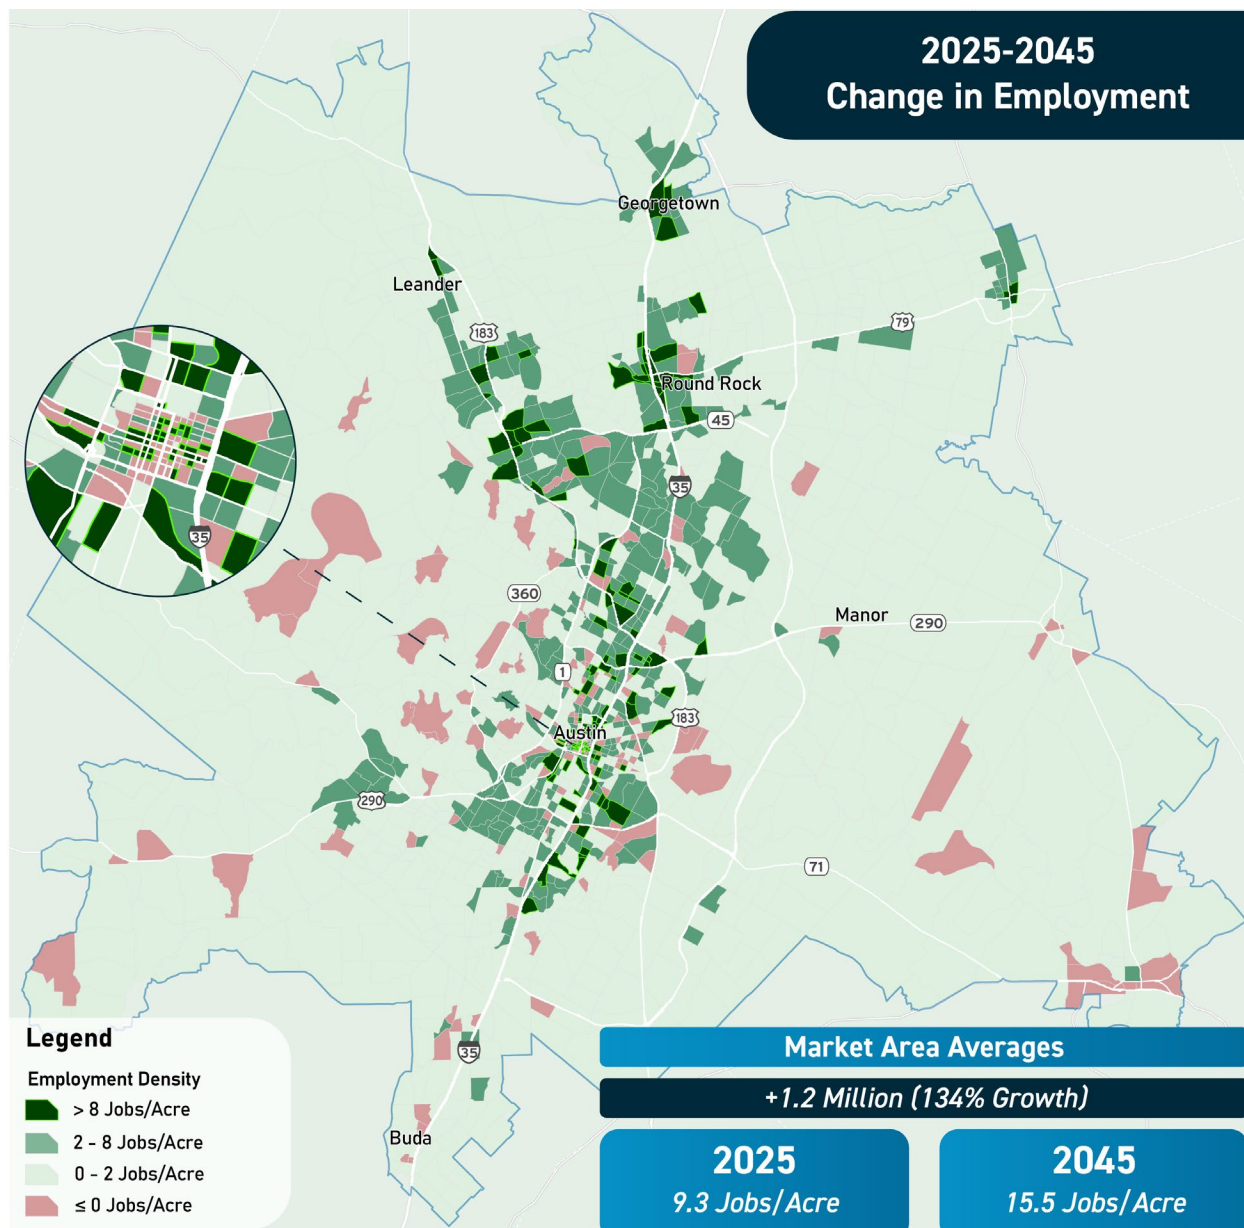 2025-2045
Change in Employment
Georgetown
Leander
183
79
Round Rock
45
35
35
360
Manor
290
1
183
Austin
290
71
35
Buda
Legend
Employment Density
> 8 Jobs/Acre
2 - 8 Jobs/Acre
0 - 2 Jobs/Acre
≤ 0 Jobs/Acre
Market Area Averages
+1.2 Million (134% Growth)
2025
9.3 Jobs/Acre
2045
15.5 Jobs/Acre